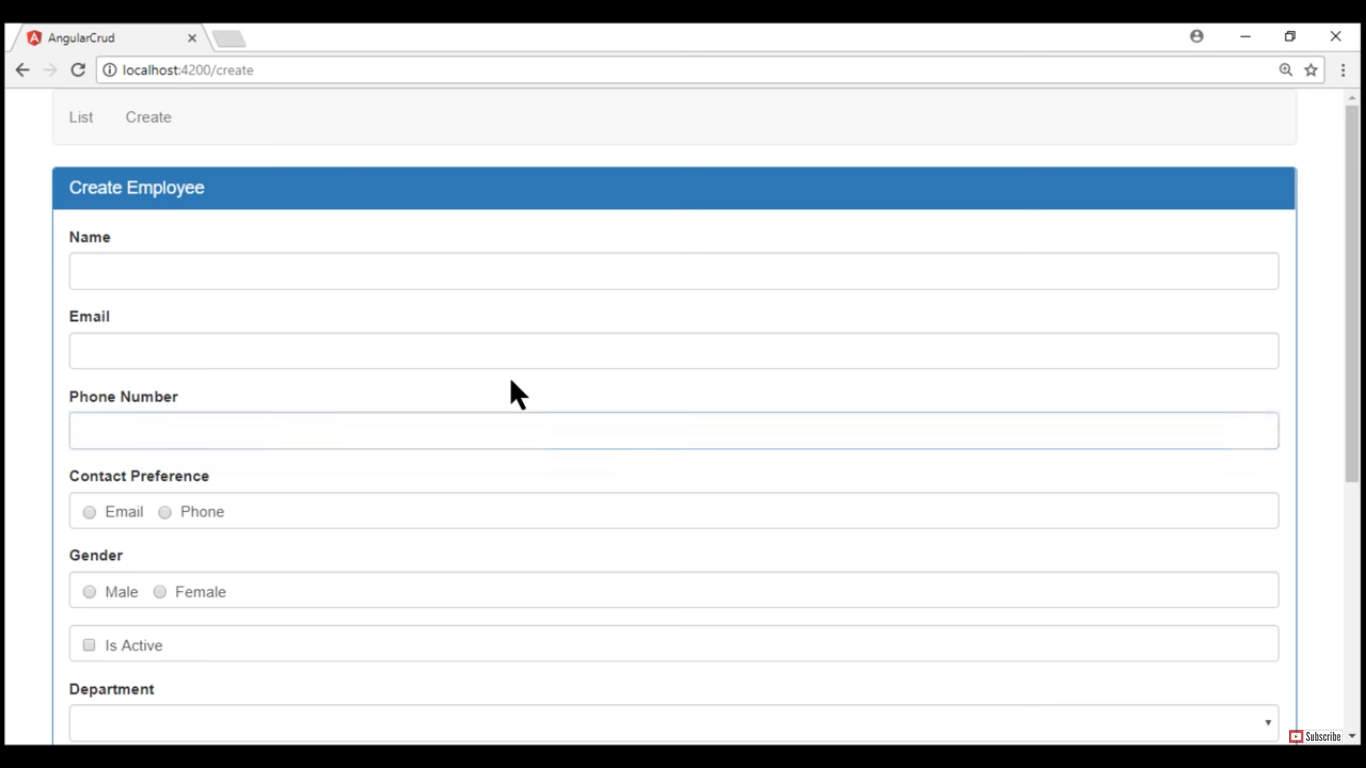 AngularCrud
localhost:4200/create
List Create
Create Employee
Name
Email
Phone Number
Contact Preference
Email Phone
Gender
Male Female
Is Active
Department
Subscribe